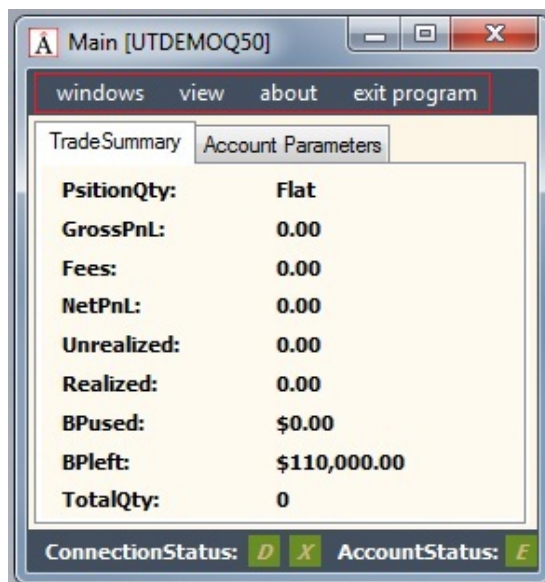 Å Main [UTDEMOQ50]
windows view about exit program
TradeSummary Account Parameters
PsitionQty: Flat
GrossPnL: 0.00
Fees: 0.00
NetPnL: 0.00
Unrealized: 0.00
Realized: 0.00
BPused: $0.00
BPleft: $110,000.00
TotalQty: 0
ConnectionStatus: D X AccountStatus: E